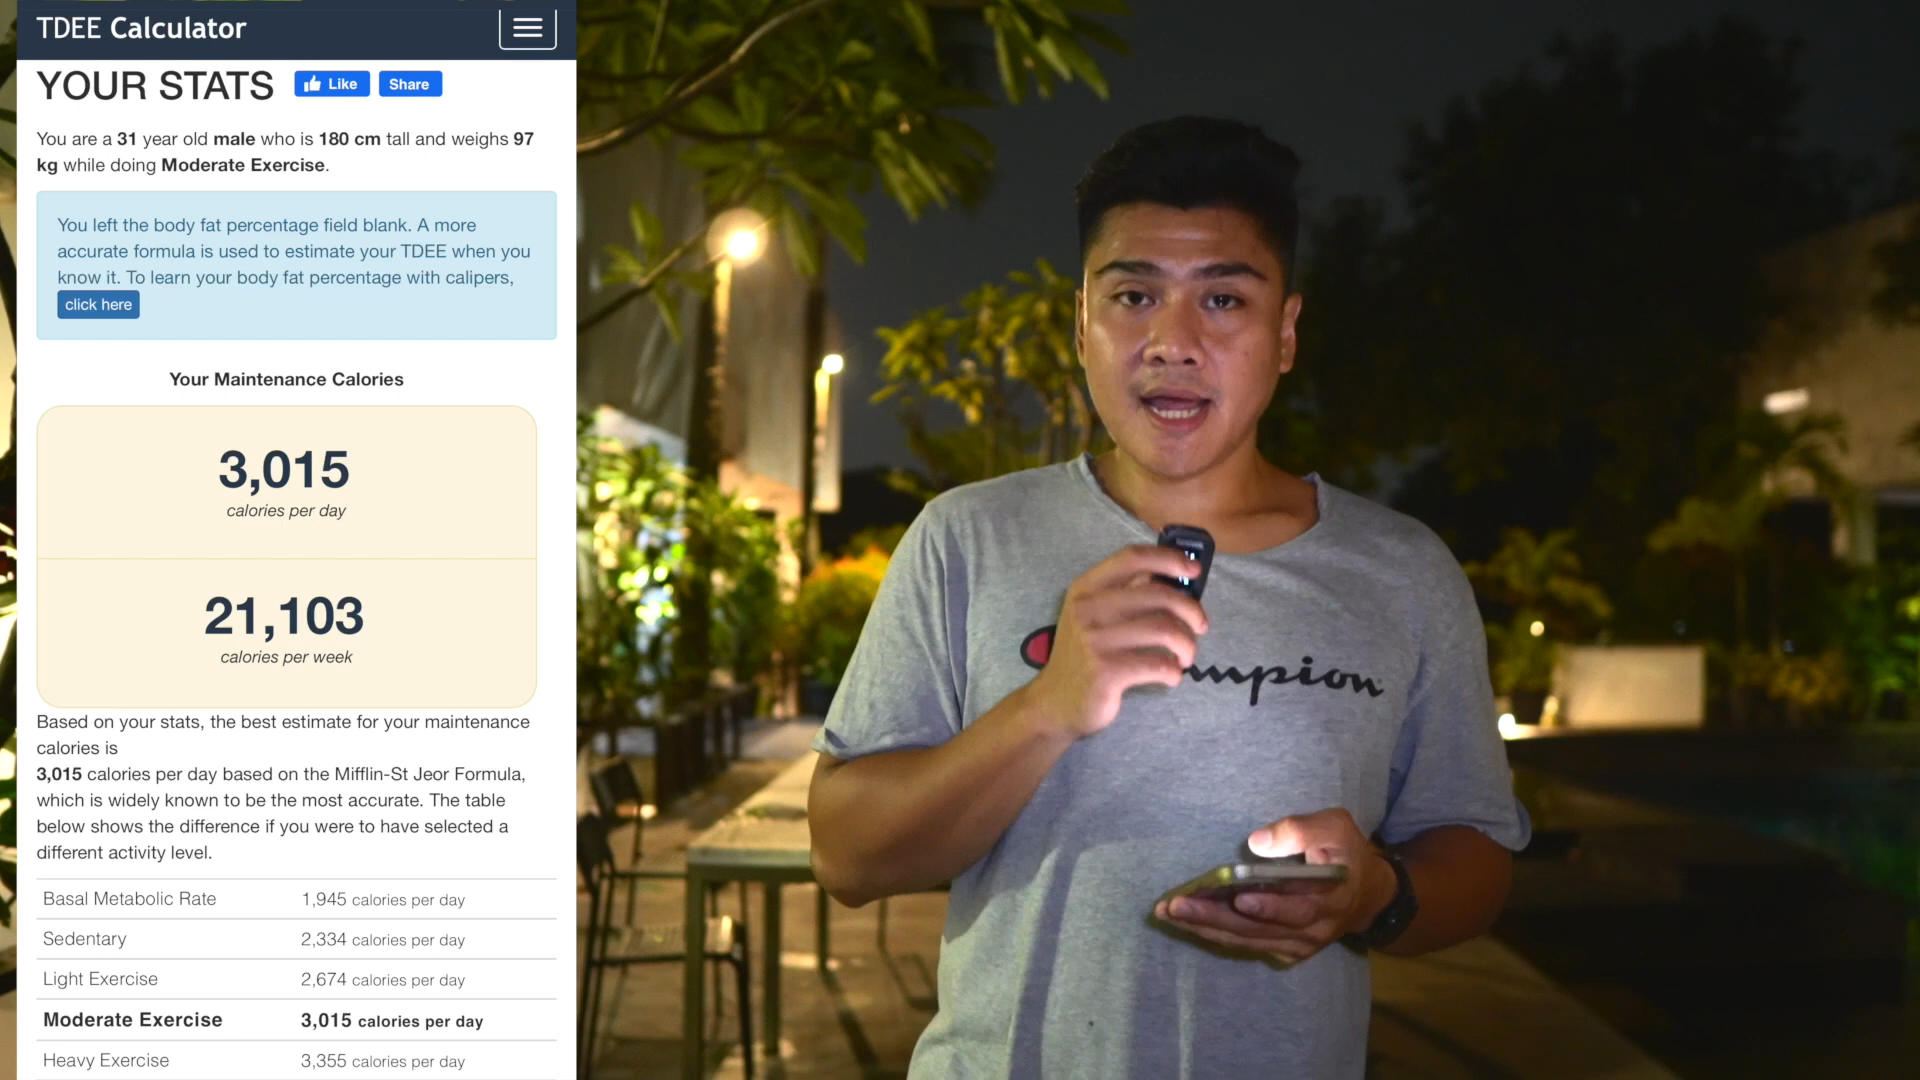 TDEE Calculator
YOUR STATS
Like
Share
You are a 31 year old male who is 180 cm tall and weighs 97
kg while doing Moderate Exercise.
You left the body fat percentage field blank. A more
accurate formula is used to estimate your TDEE when you
know it. To learn your body fat percentage with calipers,
click here
Your Maintenance Calories
3,015
calories per day
21,103
calories per week
Based on your stats, the best estimate for your maintenance
calories is
3,015 calories per day based on the Mifflin-St Jeor Formula,
which is widely known to be the most accurate. The table
below shows the difference if you were to have selected a
different activity level.
Basal Metabolic Rate 1,945 calories per day
Sedentary 2,334 calories per day
Light Exercise 2,674 calories per day
Moderate Exercise 3,015 calories per day
Heavy Exercise 3,355 calories per day